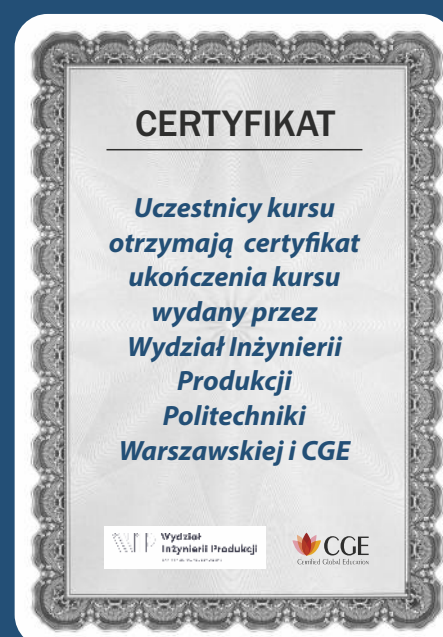 CERTYFIKAT
Uczestnicy kursu
otrzymają certyfikat
ukończenia kursu
wydany przez
Wydział Inżynierii
Produkcji
Politechniki
Warszawskiej i CGE
WIP Wydział
Inżynierii Produkcji
CGE
Certified Global Education